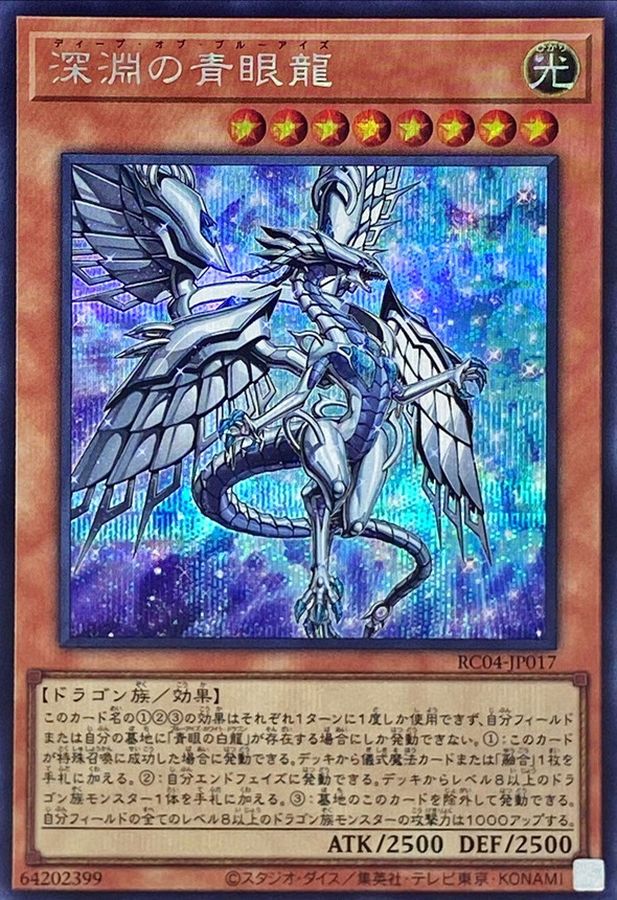 ディープ・オブ・ブルーアイズ
深淵の青眼龍
ひかり
光
RC04-JP017
【ドラゴン族／効果】
このカード名の①②③の効果はそれぞれ1ターンに1度しか使用できず、自分フィールド
または自分の墓地に「青眼の白龍」が存在する場合にしか発動できない。①：このカード
が特殊召喚に成功した場合に発動できる。デッキから儀式魔法カードまたは「融合」1枚を
手札に加える。②：自分エンドフェイズに発動できる。デッキからレベル8以上のドラ
ゴン族モンスター1体を手札に加える。③：墓地のこのカードを除外して発動できる。
自分フィールドの全てのレベル8以上のドラゴン族モンスターの攻撃力は1000アップする。
ATK/2500 DEF/2500
64202399
©スタジオ・ダイス／集英社・テレビ東京・KONAMI